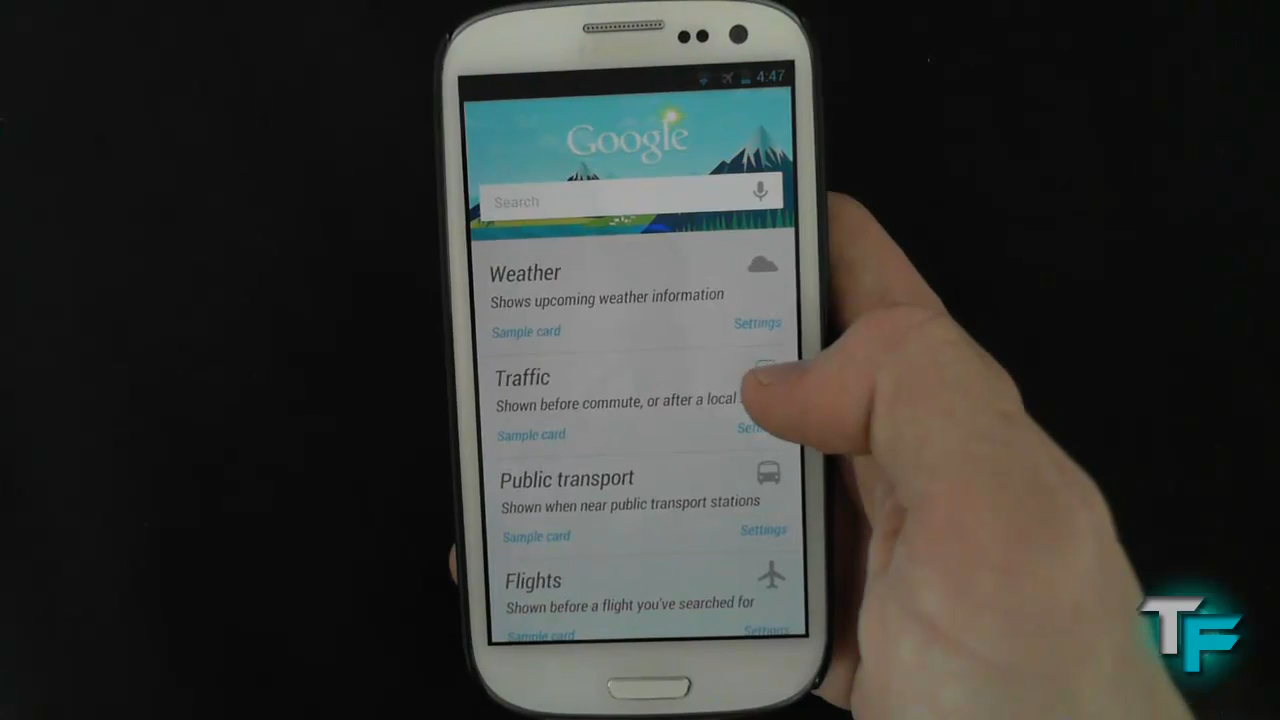 4:47
Google
Search
Weather
Shows upcoming weather information
Sample card Settings
Traffic
Shown before commute, or after a local
Sample card
Public transport
Shown when near public transport stations
Sample card Settings
Flights
Shown before a flight you've searched for
Sample card Settings
TF